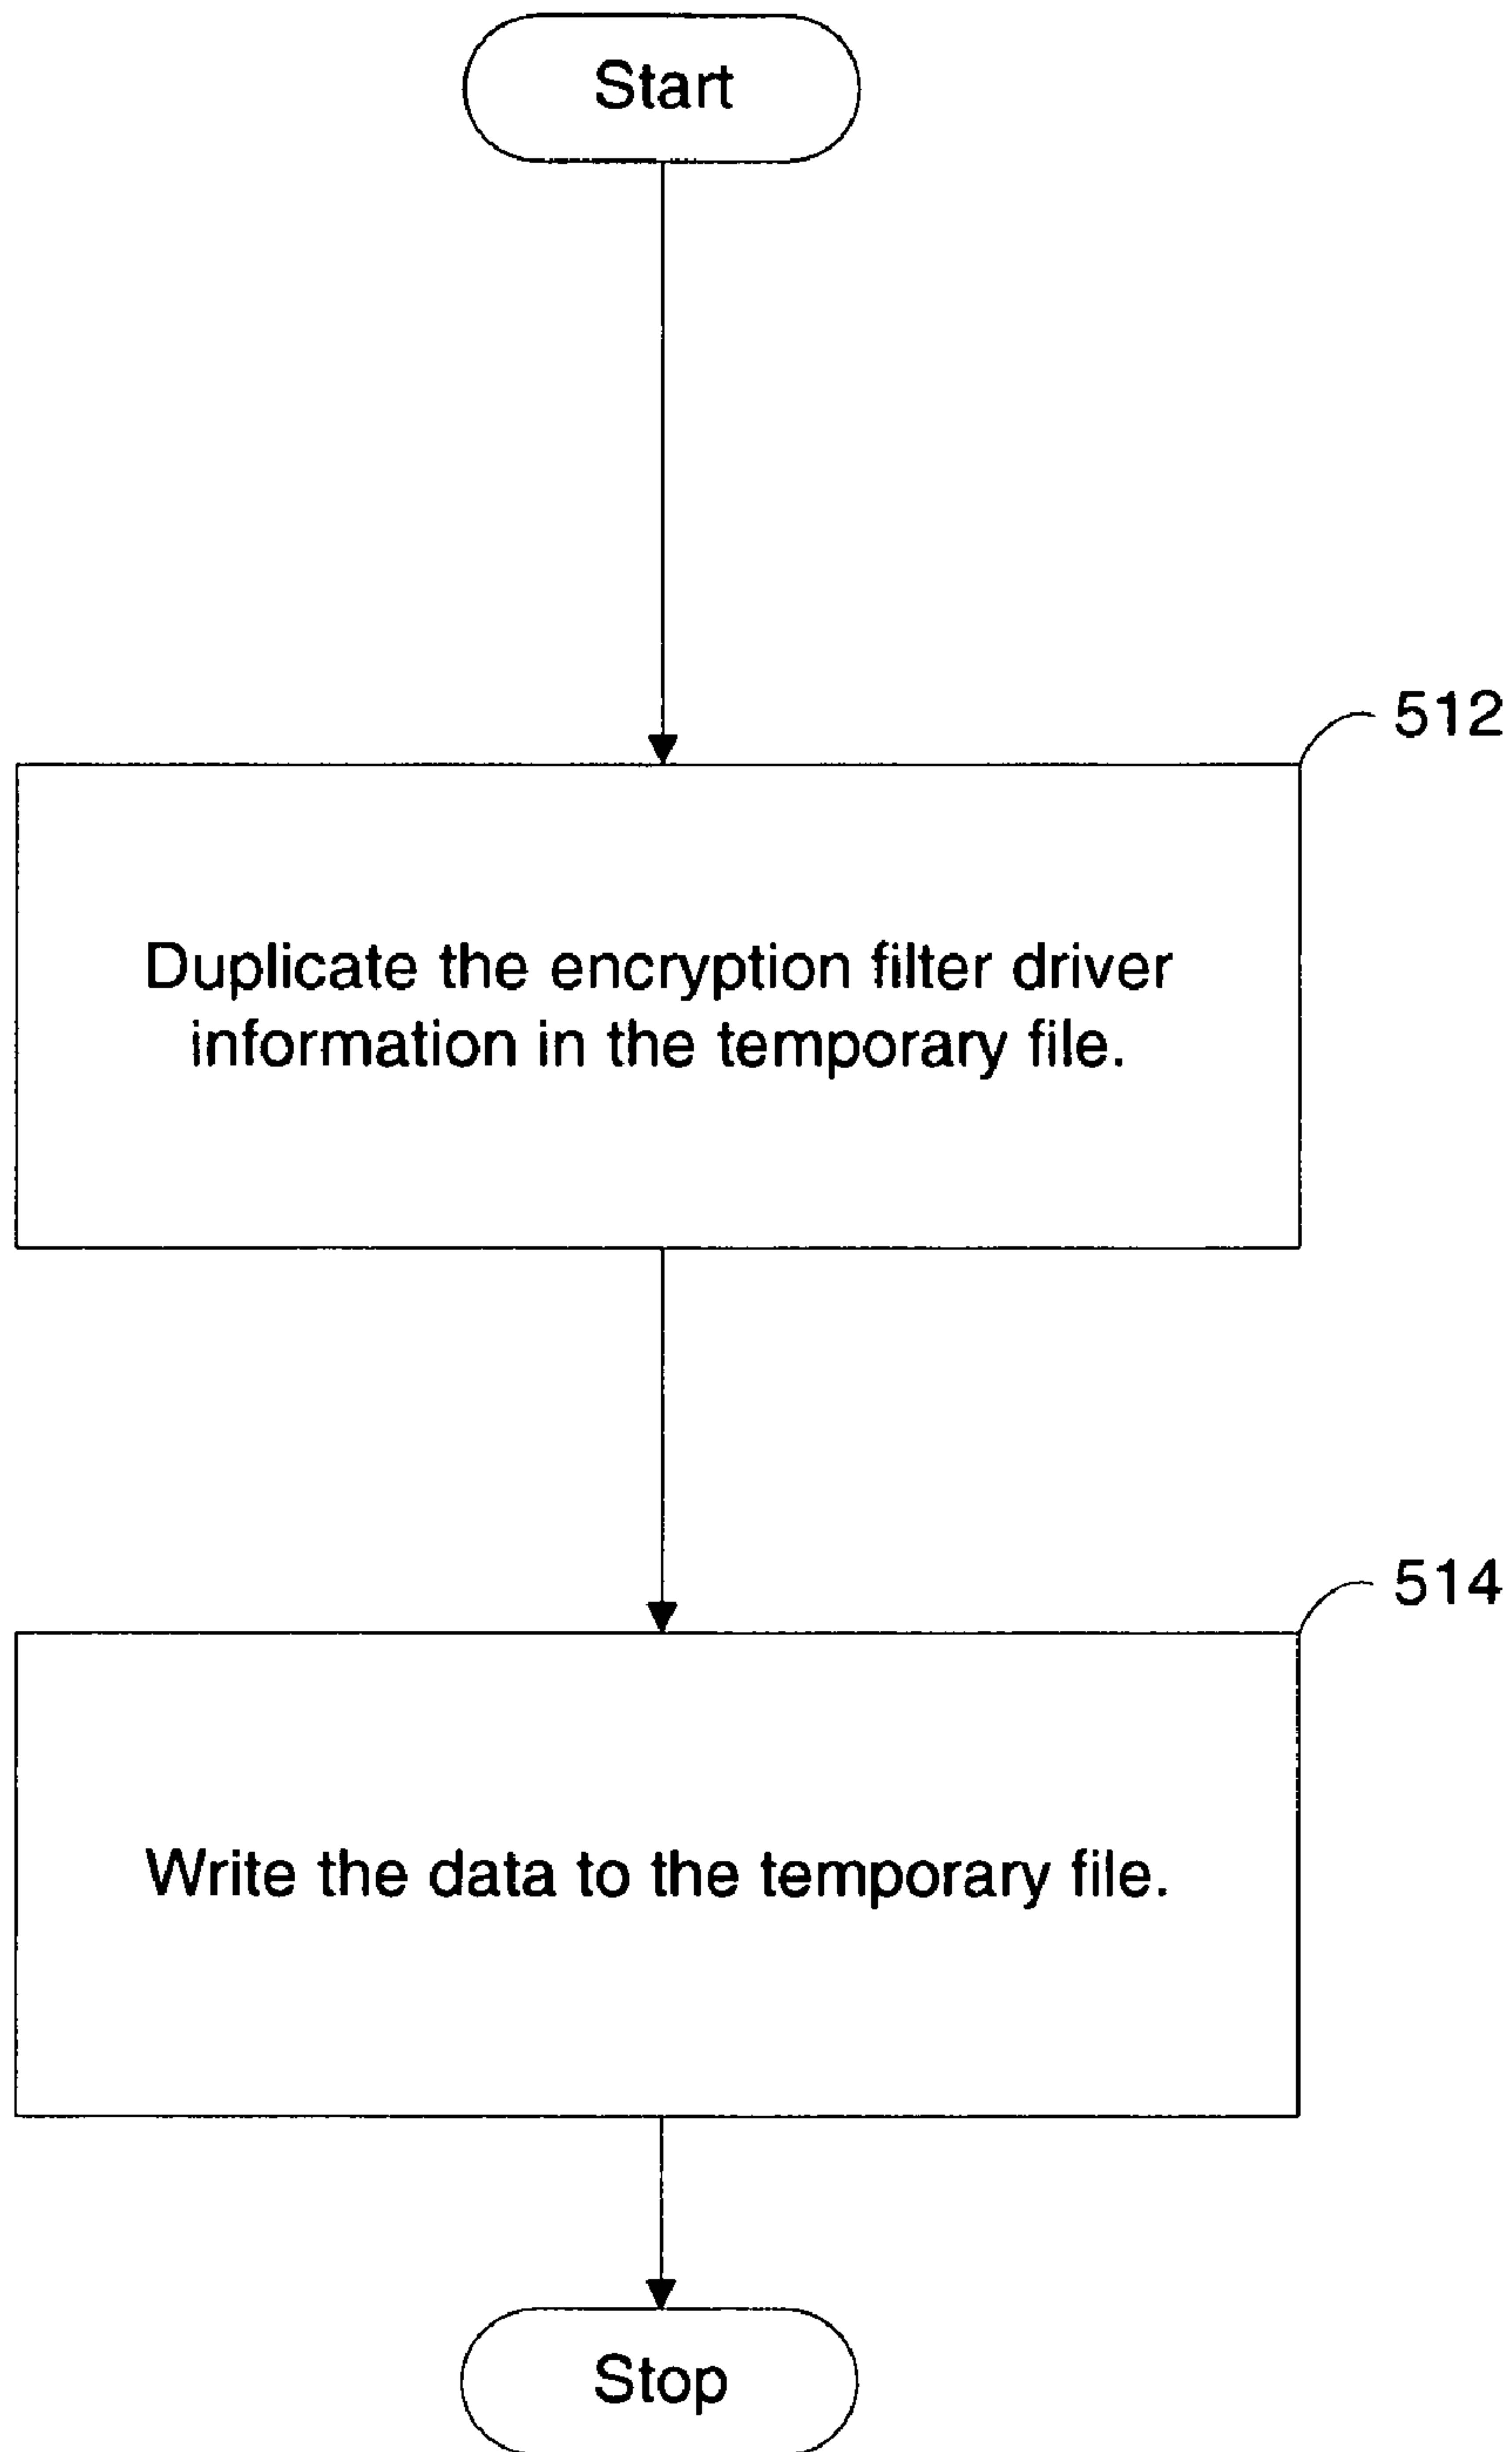 Start
512
Duplicate the encryption filter driver
information in the temporary file.
514
Write the data to the temporary file.
Stop